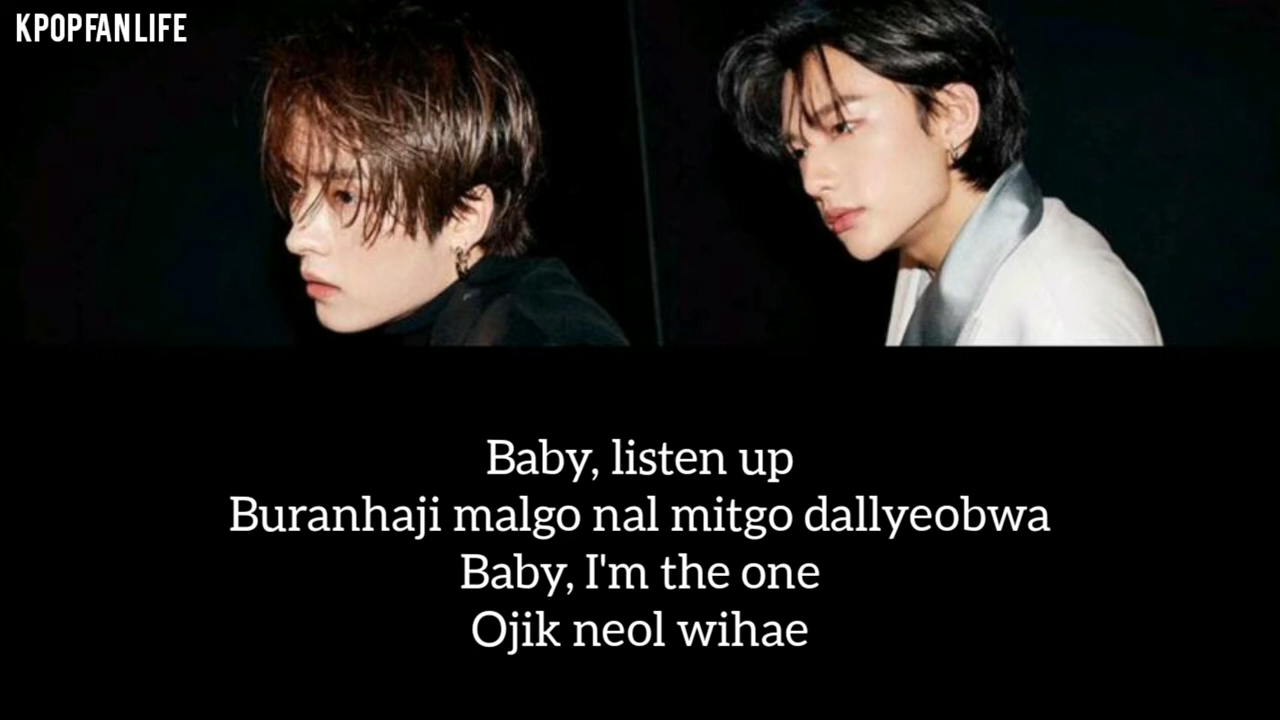 KPOPFANLIFE
Baby, listen up
Buranhaji malgo nal mitgo dallyeobwa
Baby, I'm the one
Ojik neol wihae